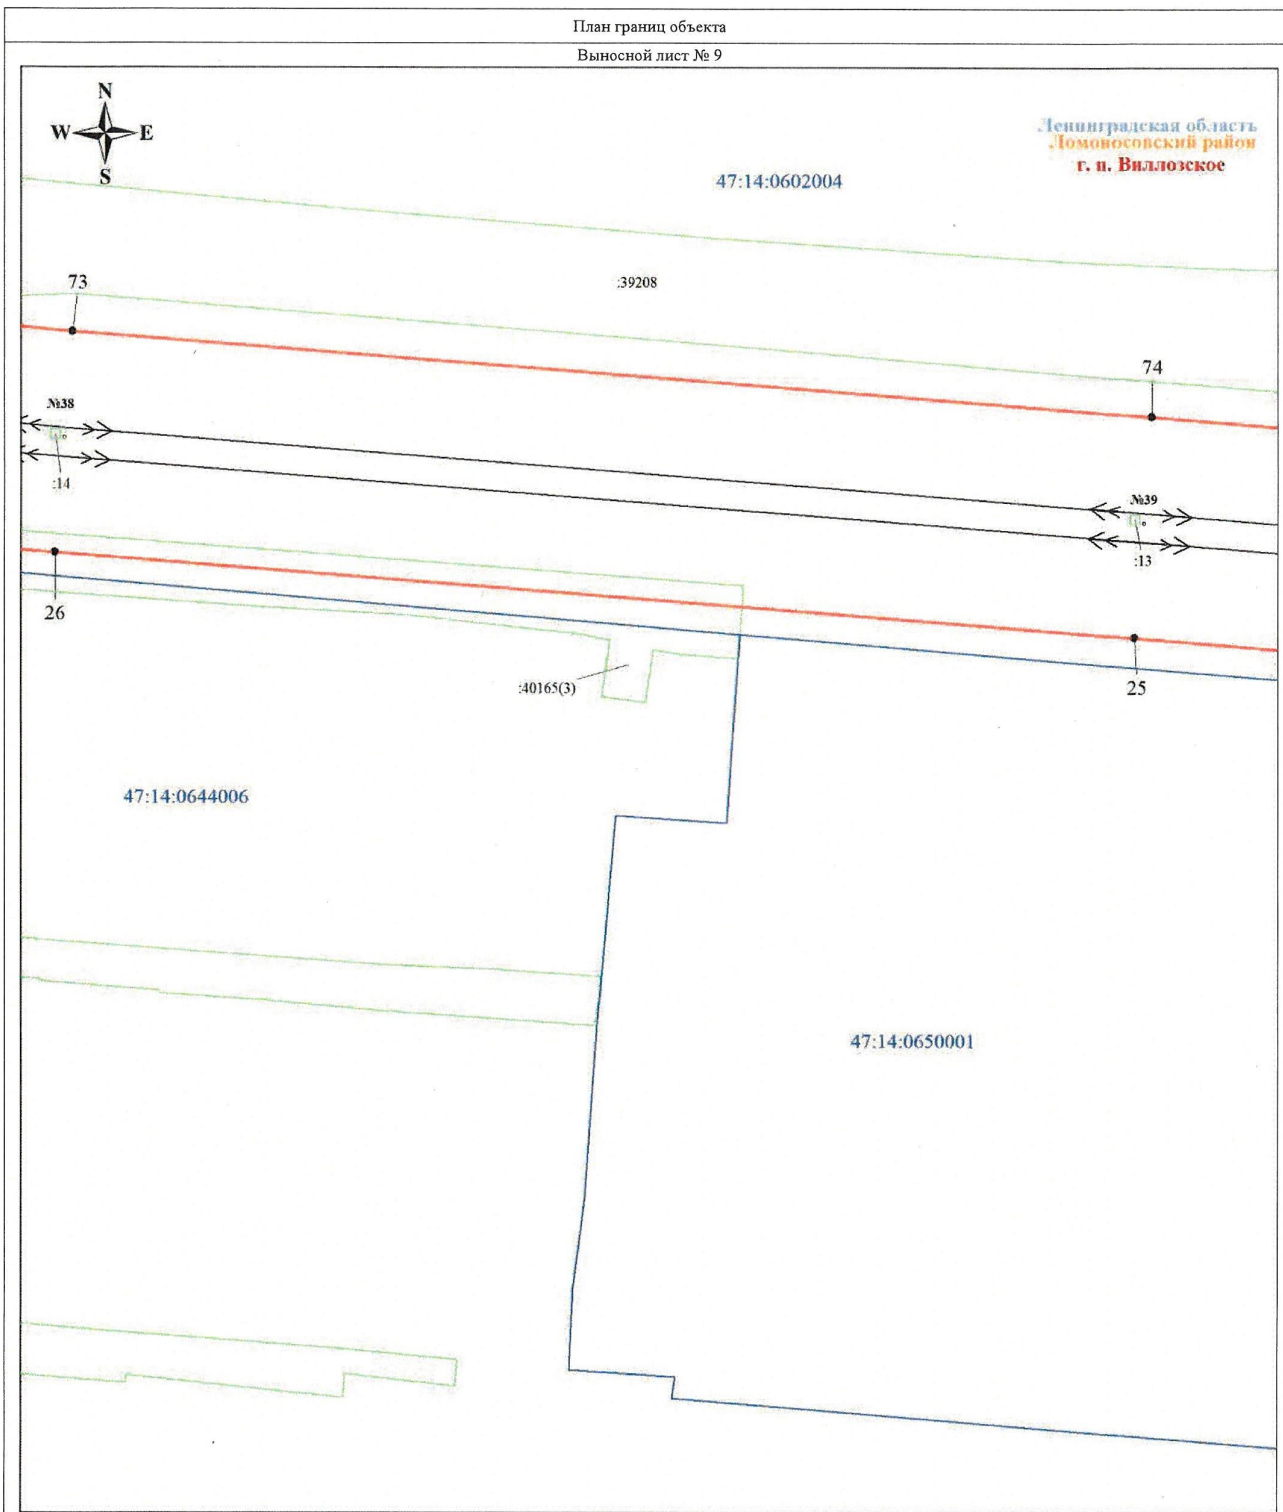 План границ объекта
Выносной лист № 9
N
W E
S
Ленинградская область
Ломоносовский район
г. п. Виллозское
47:14:0602004
:39208
73
74
№38
:14
№39
:13
26
25
:40165(3)
47:14:0644006
47:14:0650001